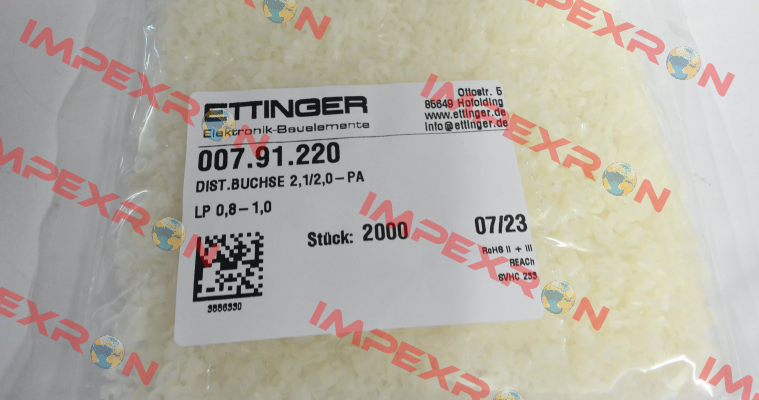 ETTINGER
Elektronik-Bauelemente
Ottostr. 5
85649 Hofolding
www.ettinger.de
info@ettinger.de
007.91.220
DIST.BUCHSE 2,1/2,0-PA
LP 0,8-1,0
Stück: 2000
07/23
RoHS II + III
REACh
SVHC 233
3886330
IMPEXRON
IMPEXRON
IMPEXRON
IMPEXRON
IMPEXRON
IMPEXRON
IMPEXRON
IMPEXRON